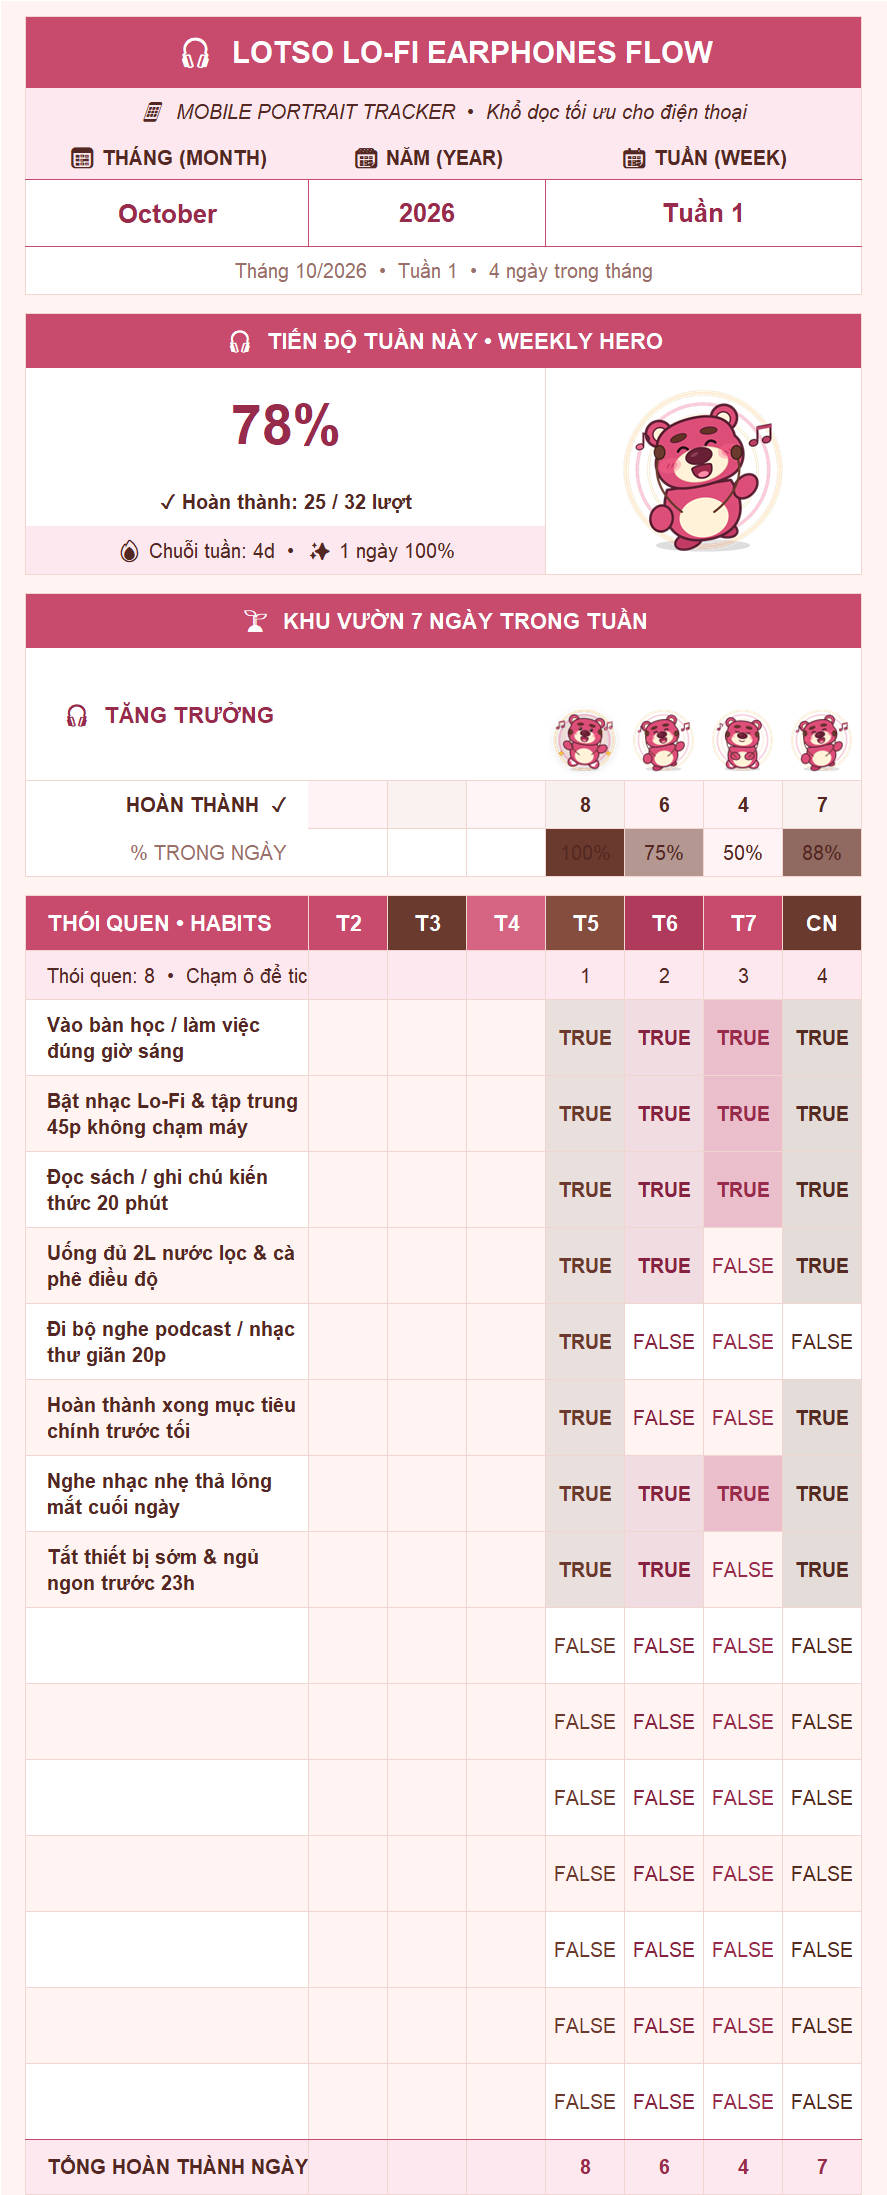 LOTSO LO-FI EARPHONES FLOW
MOBILE PORTRAIT TRACKER • Khổ dọc tối ưu cho điện thoại
THÁNG (MONTH) NĂM (YEAR) TUẦN (WEEK)
October 2026 Tuần 1
Tháng 10/2026 • Tuần 1 • 4 ngày trong tháng
TIẾN ĐỘ TUẦN NÀY • WEEKLY HERO
78%
✓ Hoàn thành: 25 / 32 lượt
Chuỗi tuần: 4d • 1 ngày 100%
KHU VƯỜN 7 NGÀY TRONG TUẦN
TĂNG TRƯỞNG
HOÀN THÀNH ✓ 8 6 4 7
% TRONG NGÀY 100% 75% 50% 88%
THÓI QUEN • HABITS T2 T3 T4 T5 T6 T7 CN
Thói quen: 8 • Chạm ô để tic 1 2 3 4
Vào bàn học / làm việc
đúng giờ sáng
TRUE TRUE TRUE TRUE
Bật nhạc Lo-Fi & tập trung
45p không chạm máy
TRUE TRUE TRUE TRUE
Đọc sách / ghi chú kiến
thức 20 phút
TRUE TRUE TRUE TRUE
Uống đủ 2L nước lọc & cà
phê điều độ
TRUE TRUE FALSE TRUE
Đi bộ nghe podcast / nhạc
thư giãn 20p
TRUE FALSE FALSE FALSE
Hoàn thành xong mục tiêu
chính trước tối
TRUE FALSE FALSE TRUE
Nghe nhạc nhẹ thả lỏng
mắt cuối ngày
TRUE TRUE TRUE TRUE
Tắt thiết bị sớm & ngủ
ngon trước 23h
TRUE TRUE FALSE TRUE
FALSE FALSE FALSE FALSE
FALSE FALSE FALSE FALSE
FALSE FALSE FALSE FALSE
FALSE FALSE FALSE FALSE
FALSE FALSE FALSE FALSE
FALSE FALSE FALSE FALSE
FALSE FALSE FALSE FALSE
TỔNG HOÀN THÀNH NGÀY 8 6 4 7